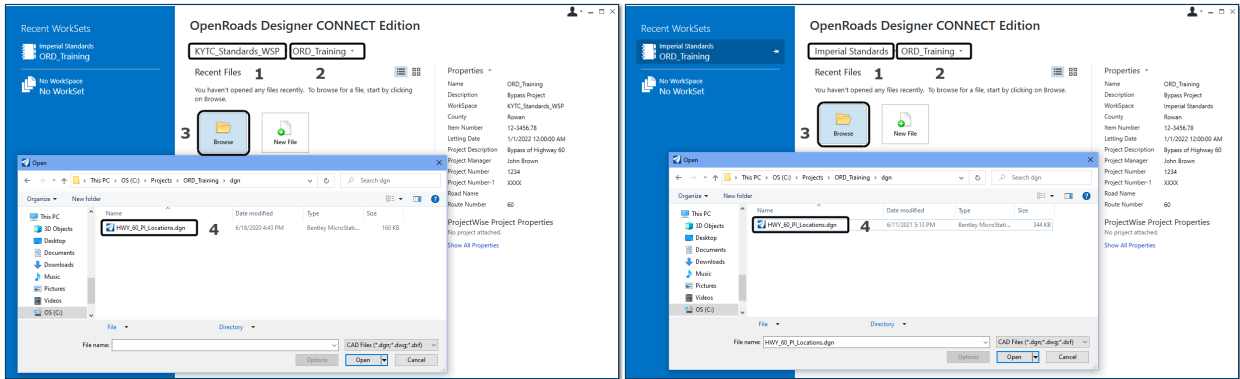 OpenRoads Designer CONNECT Edition
Recent WorkSets
Imperial Standards
ORD_Training
No WorkSpace
No WorkSet
KYTC_Standards_WSP ORD_Training
1 2
Recent Files
You haven't opened any files recently. To browse for a file, start by clicking
on Browse.
3
Browse
New File
Properties
Name ORD_Training
Description Bypass Project
WorkSpace KYTC_Standards_WSP
County Rowan
Item Number 12-3456.78
Letting Date 1/1/2022 12:00:00 AM
Project Description Bypass of Highway 60
Project Manager John Brown
Project Number 1234
Project Number-1 XXXX
Road Name
Route Number 60
ProjectWise Project Properties
No project attached.
Show All Properties
Open
This PC > OS (C:) > Projects > ORD_Training > dgn
Search dgn
Organize New folder
This PC
3D Objects
Desktop
Documents
Downloads
Music
Pictures
Videos
OS (C:)
Name Date modified Type Size
HWY_60_PI_Locations.dgn 4 6/18/2020 4:43 PM Bentley MicroStati... 160 KB
File Directory
File name:
CAD Files (*.dgn;*.dwg;*.dxf)
Options Open Cancel
OpenRoads Designer CONNECT Edition
Recent WorkSets
Imperial Standards
ORD_Training
No WorkSpace
No WorkSet
Imperial Standards ORD_Training
1 2
Recent Files
You haven't opened any files recently. To browse for a file, start by clicking on Browse.
3
Browse
New File
Properties
Name ORD_Training
Description Bypass Project
WorkSpace Imperial Standards
County Rowan
Item Number 12-3456.78
Letting Date 1/1/2022 12:00:00 AM
Project Description Bypass of Highway 60
Project Manager John Brown
Project Number 1234
Project Number-1 XXXX
Road Name
Route Number 60
ProjectWise Project Properties
No project attached.
Show All Properties
Open
This PC > OS (C:) > Projects > ORD_Training > dgn
Search dgn
Organize New folder
This PC
3D Objects
Desktop
Documents
Downloads
Music
Pictures
Videos
OS (C:)
Name Date modified Type Size
HWY_60_PI_Locations.dgn 4 6/11/2021 5:13 PM Bentley MicroStati... 344 KB
File Directory
File name: HWY_60_PI_Locations.dgn
CAD Files (*.dgn;*.dwg;*.dxf)
Options Open Cancel